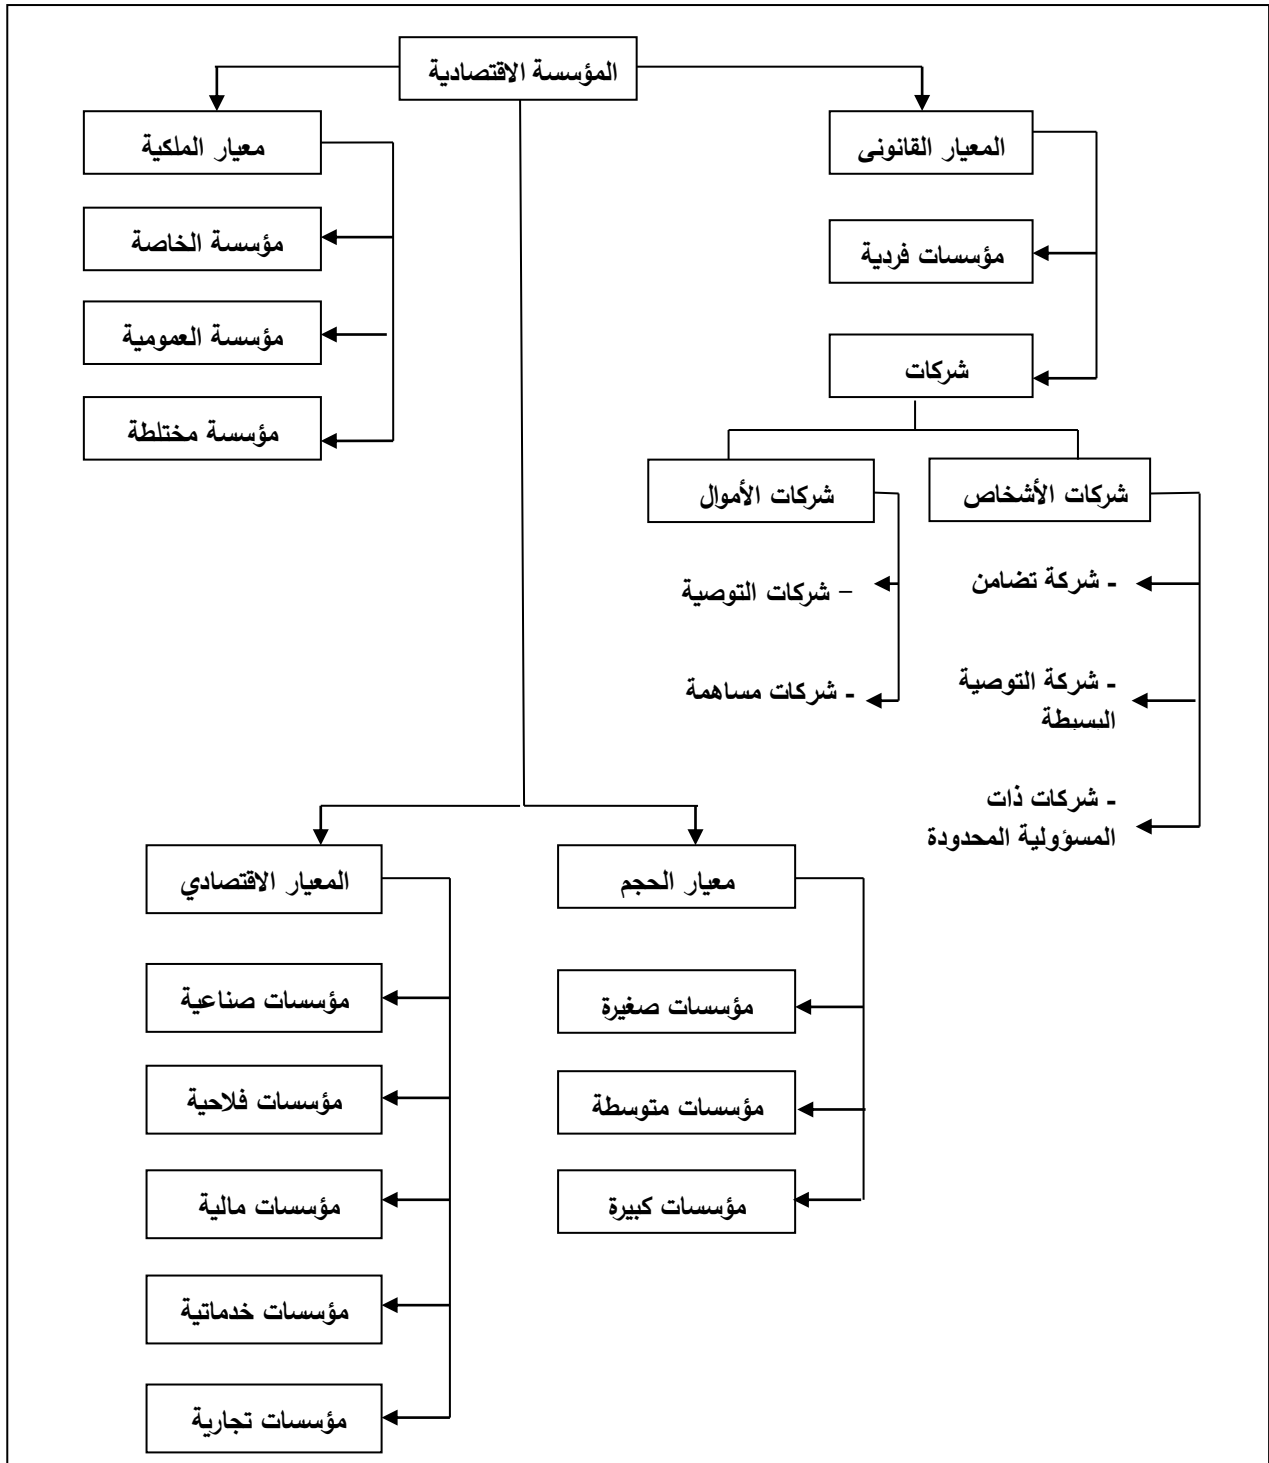 المؤسسة الاقتصادية
المعيار القانونى
معيار الملكية
مؤسسات فردية
شركات
مؤسسة الخاصة
مؤسسة العمومية
مؤسسة مختلطة
شركات الأشخاص
شركات الأموال
- شركة تضامن
- شركة التوصية
البسبطة
- شركات ذات
المسؤولية المحدودة
– شركات التوصية
- شركات مساهمة
معيار الحجم
المعيار الاقتصادي
مؤسسات صغيرة
مؤسسات متوسطة
مؤسسات كبيرة
مؤسسات صناعية
مؤسسات فلاحية
مؤسسات مالية
مؤسسات خدماتية
مؤسسات تجارية